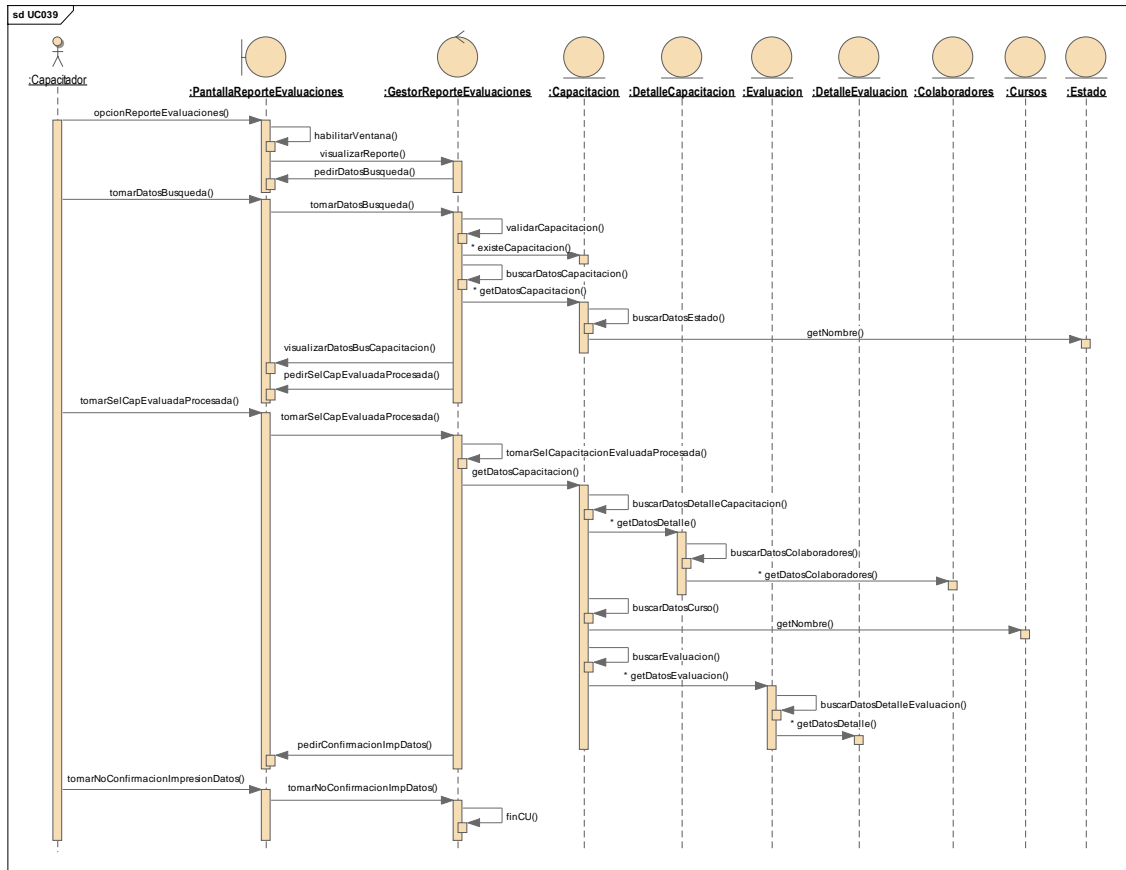 sd UC039
:Capacitador
:PantallaReporteEvaluaciones
:GestorReporteEvaluaciones
:Capacitacion
:DetalleCapacitacion
:Evaluacion
:DetalleEvaluacion
:Colaboradores
:Cursos
:Estado
opcionReporteEvaluaciones()
habilitarVentana()
visualizarReporte()
pedirDatosBusqueda()
tomarDatosBusqueda()
tomarDatosBusqueda()
validarCapacitacion()
* existeCapacitacion()
buscarDatosCapacitacion()
* getDatosCapacitacion()
buscarDatosEstado()
getNombre()
visualizarDatosBusCapacitacion()
pedirSelCapEvaluadaProcesada()
tomarSelCapEvaluadaProcesada()
tomarSelCapEvaluadaProcesada()
tomarSelCapacitacionEvaluadaProcesada()
getDatosCapacitacion()
buscarDatosDetalleCapacitacion()
* getDatosDetalle()
buscarDatosColaboradores()
* getDatosColaboradores()
buscarDatosCurso()
getNombre()
buscarEvaluacion()
* getDatosEvaluacion()
buscarDatosDetalleEvaluacion()
* getDatosDetalle()
pedirConfirmacionImpDatos()
tomarNoConfirmacionImpresionDatos()
tomarNoConfirmacionImpDatos()
finCU()